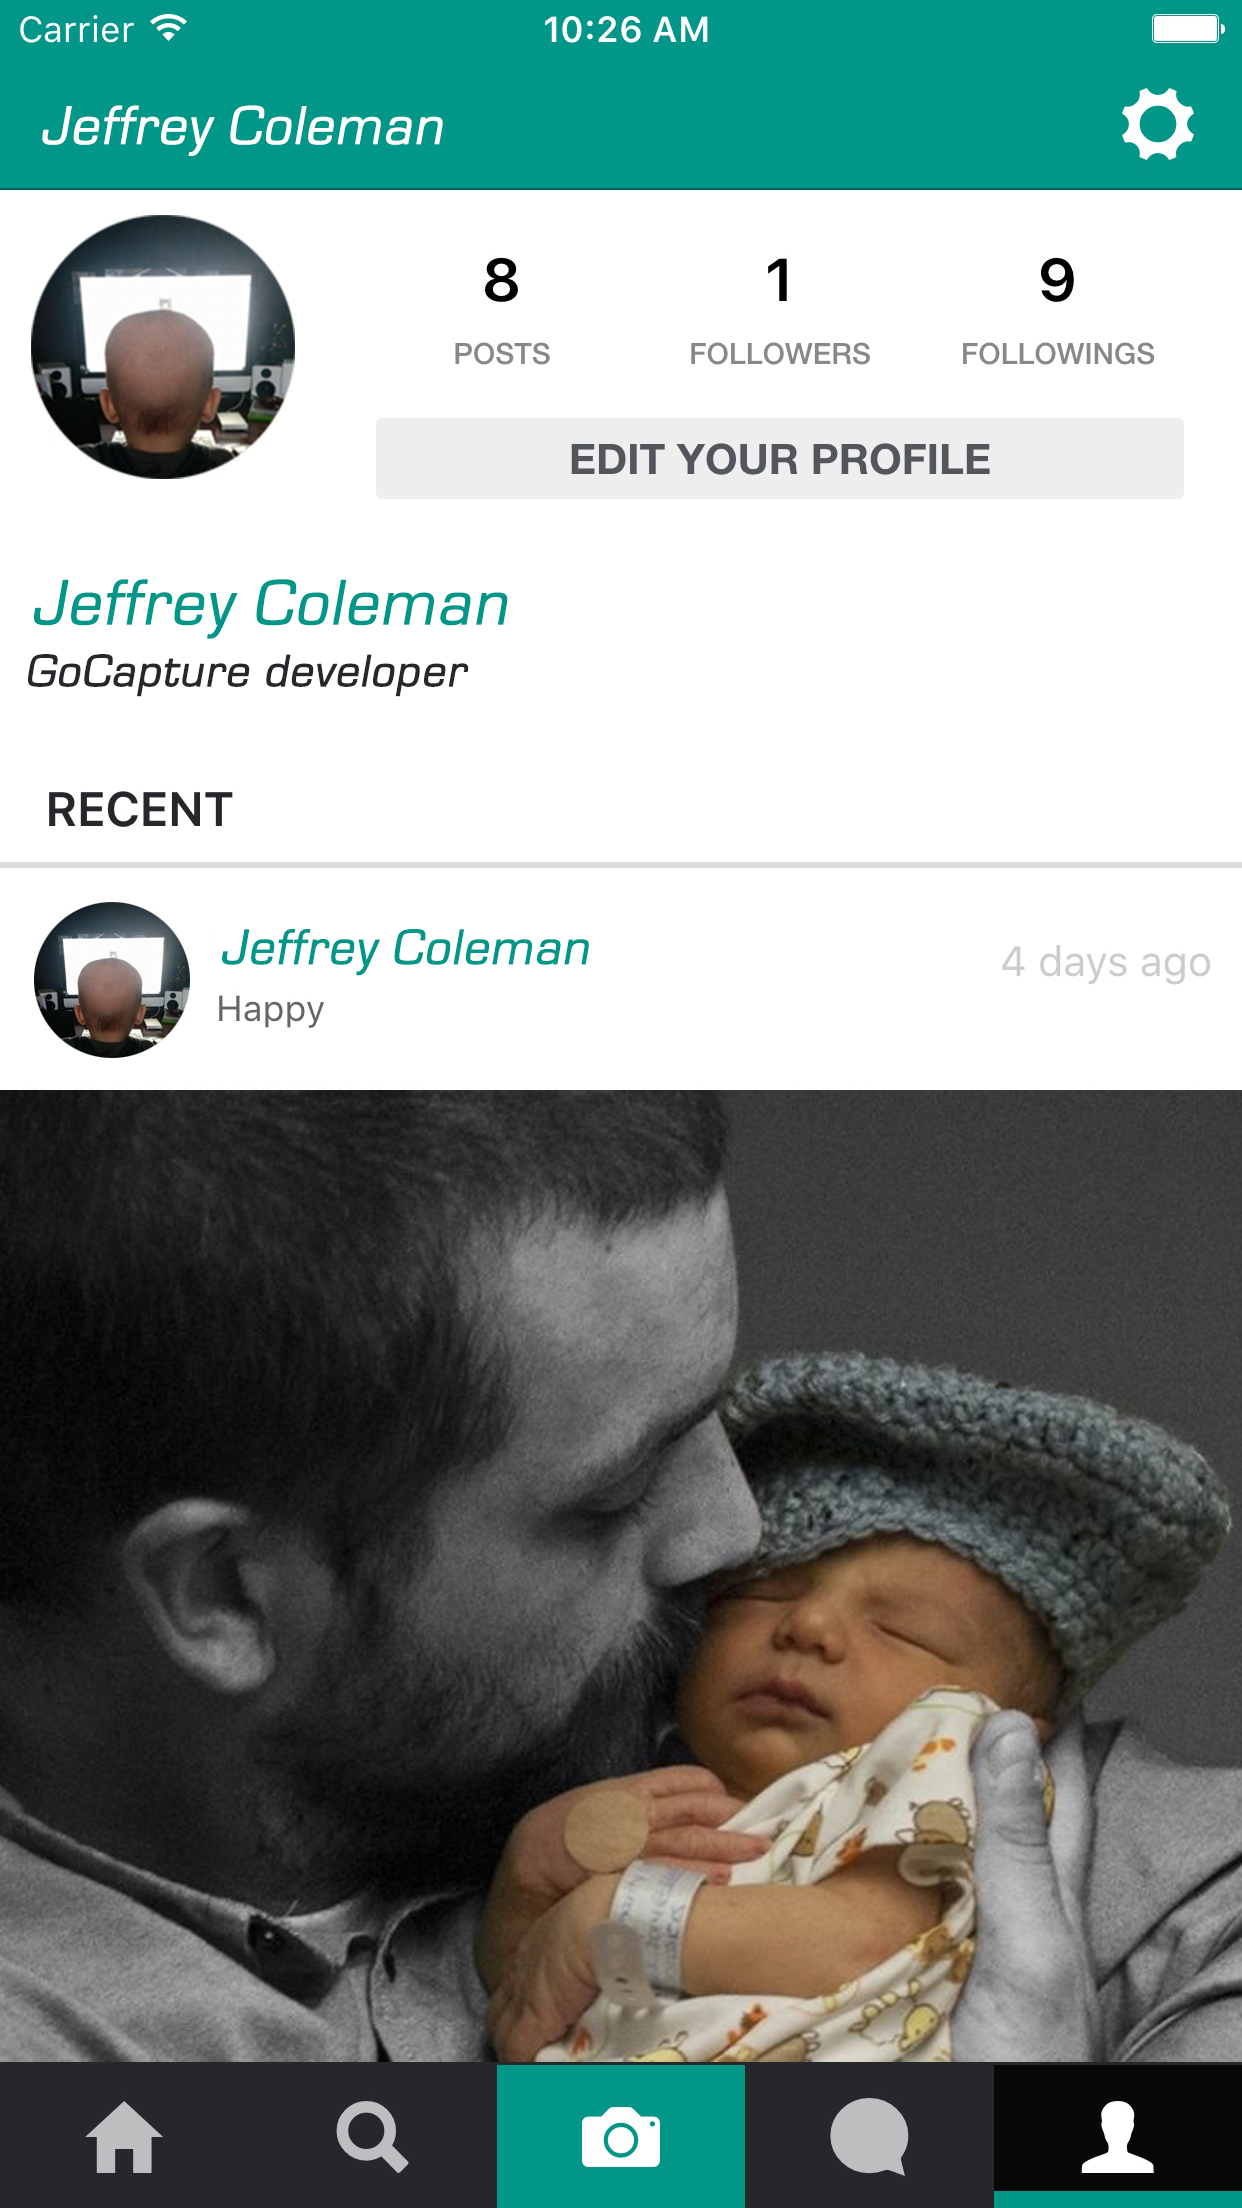 Carrier 10:26 AM
Jeffrey Coleman
8 1 9
POSTS FOLLOWERS FOLLOWINGS
EDIT YOUR PROFILE
Jeffrey Coleman
GoCapture developer
RECENT
Jeffrey Coleman
4 days ago
Happy